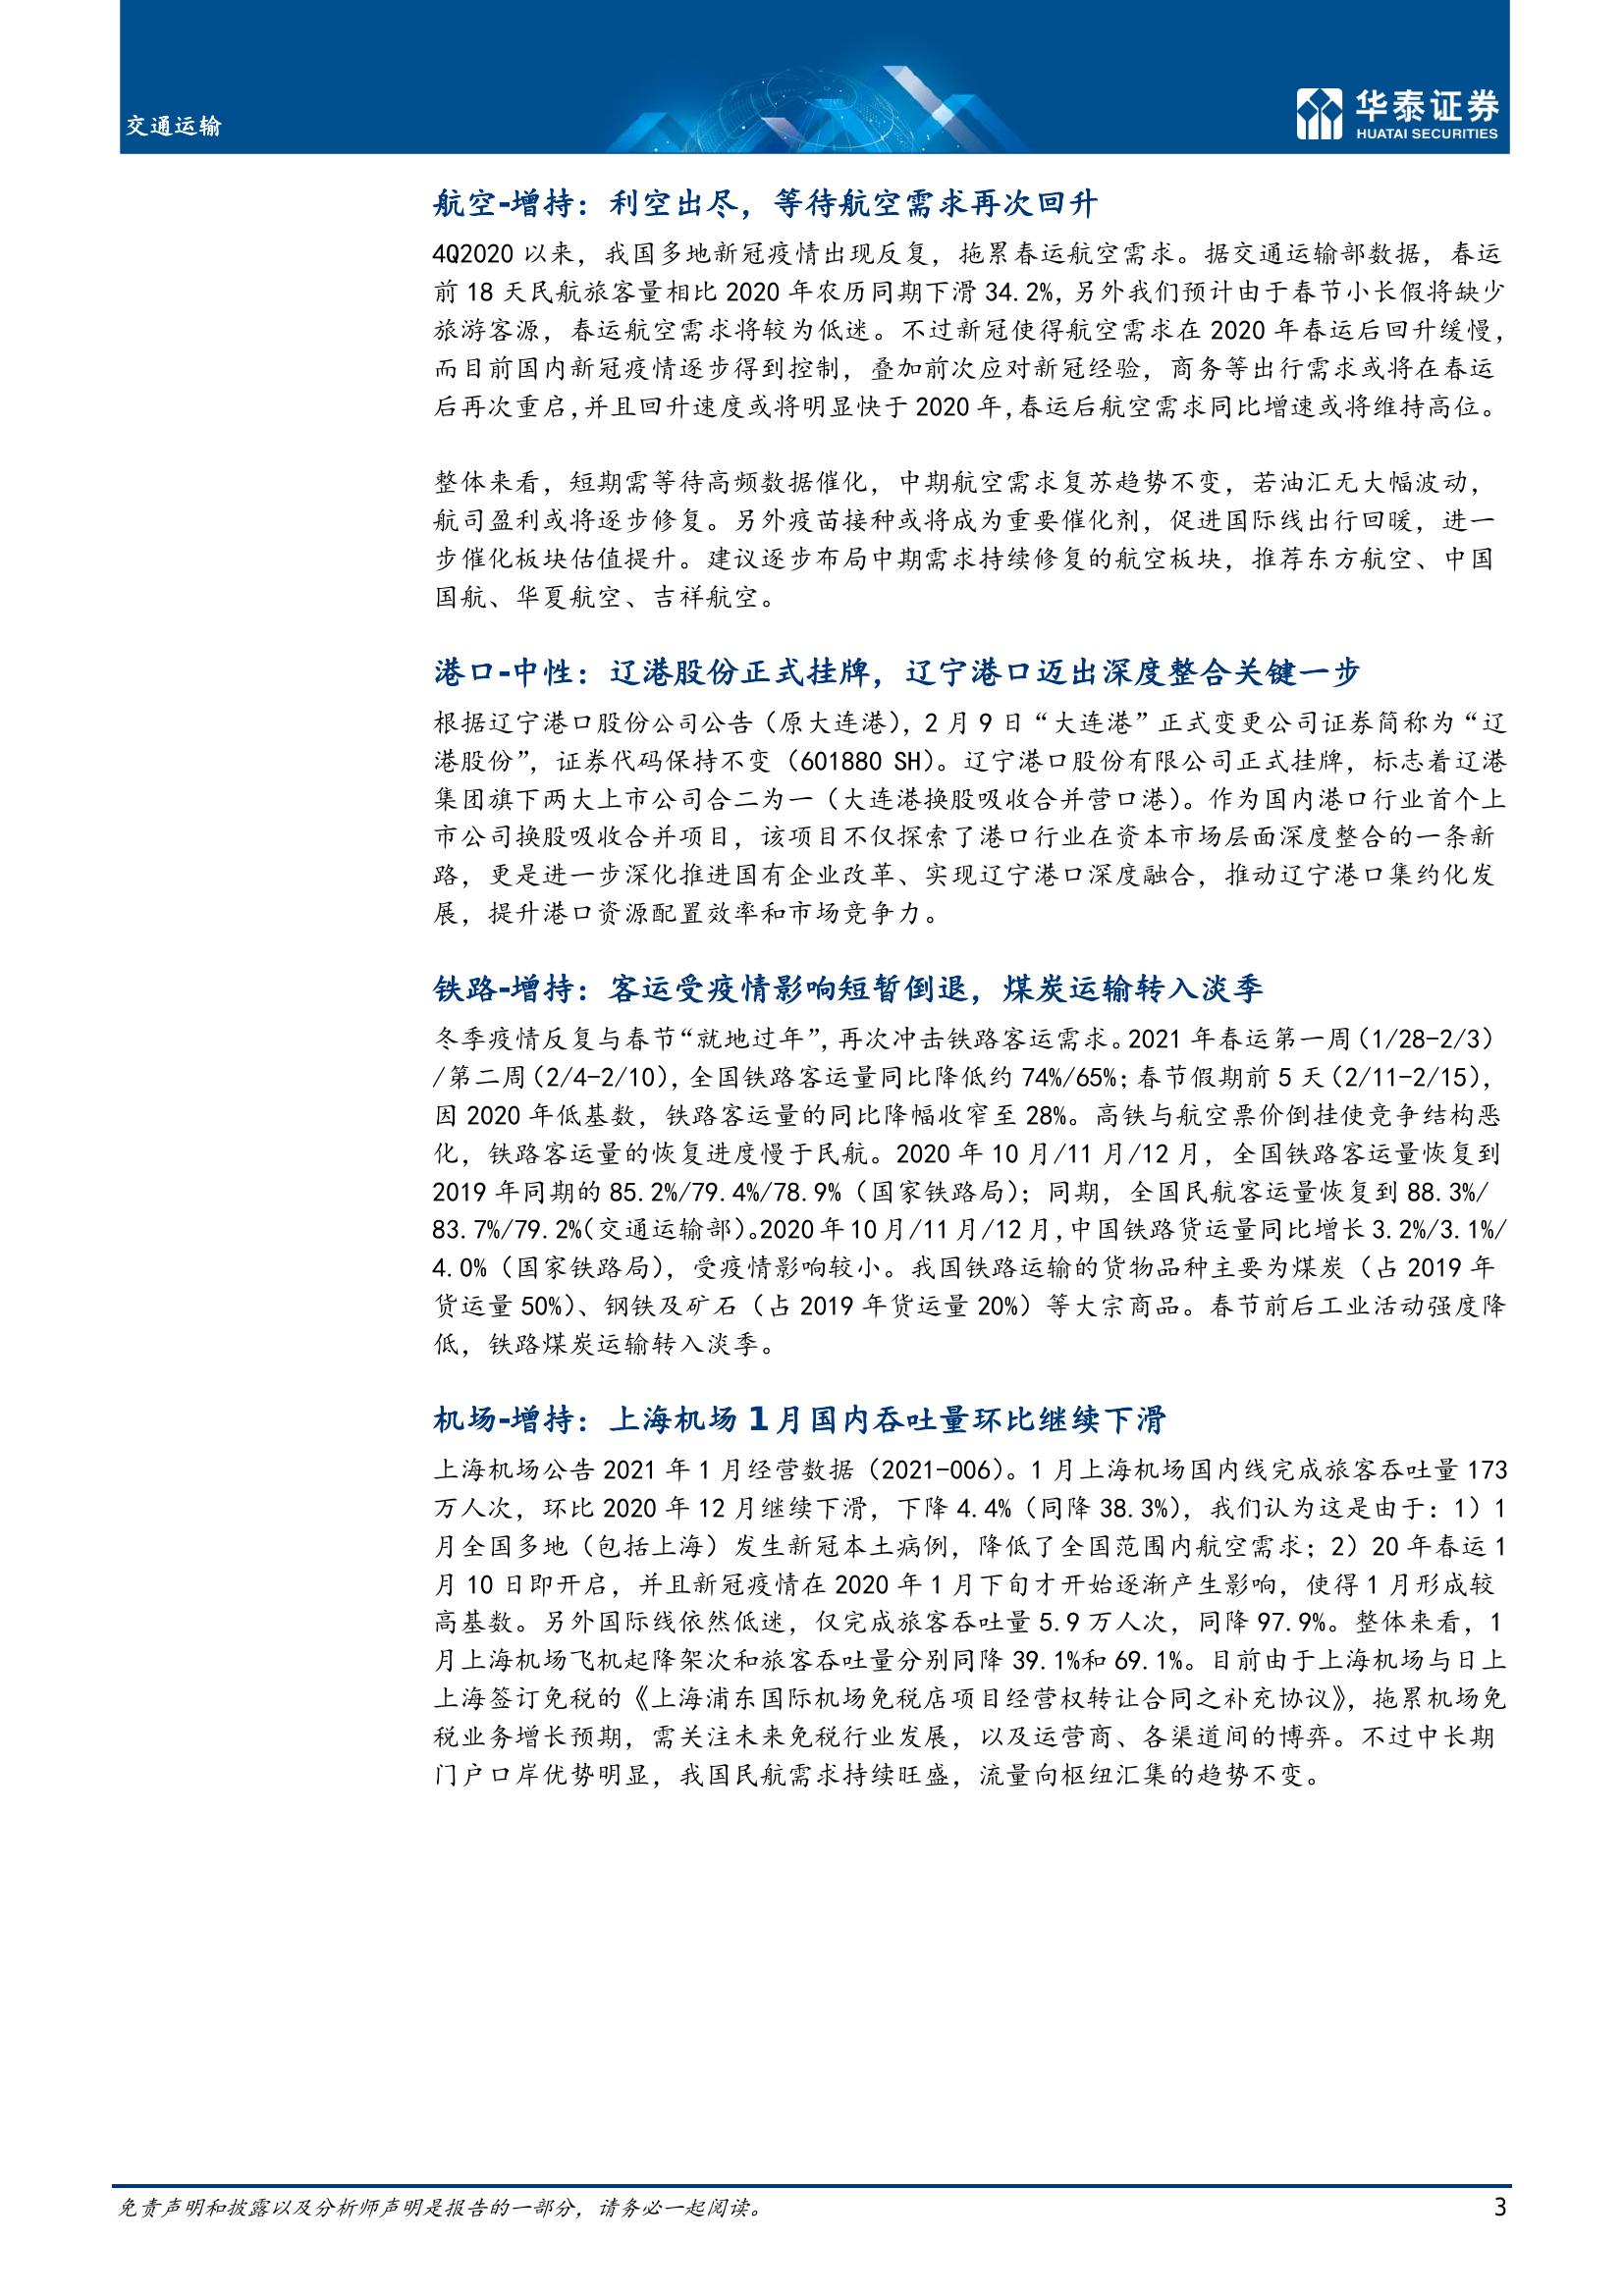 交通运输
华泰证券
HUATAI SECURITIES
航空-增持：利空出尽，等待航空需求再次回升
4Q2020 以来，我国多地新冠疫情出现反复，拖累春运航空需求。据交通运输部数据，春运
前 18 天民航旅客量相比 2020 年农历同期下滑 34.2%，另外我们预计由于春节小长假将缺少
旅游客源，春运航空需求将较为低迷。不过新冠使得航空需求在 2020 年春运后回升缓慢，
而目前国内新冠疫情逐步得到控制，叠加前次应对新冠经验，商务等出行需求或将在春运
后再次重启，并且回升速度或将明显快于 2020 年，春运后航空需求同比增速或将维持高位。
整体来看，短期需等待高频数据催化，中期航空需求复苏趋势不变，若油汇无大幅波动，
航司盈利或将逐步修复。另外疫苗接种或将成为重要催化剂，促进国际线出行回暖，进一
步催化板块估值提升。建议逐步布局中期需求持续修复的航空板块，推荐东方航空、中国
国航、华夏航空、吉祥航空。
港口-中性：辽港股份正式挂牌，辽宁港口迈出深度整合关键一步
根据辽宁港口股份公司公告（原大连港），2 月 9 日“大连港”正式变更公司证券简称为“辽
港股份”，证券代码保持不变（601880 SH）。辽宁港口股份有限公司正式挂牌，标志着辽港
集团旗下两大上市公司合二为一（大连港换股吸收合并营口港）。作为国内港口行业首个上
市公司换股吸收合并项目，该项目不仅探索了港口行业在资本市场层面深度整合的一条新
路，更是进一步深化推进国有企业改革、实现辽宁港口深度融合，推动辽宁港口集约化发
展，提升港口资源配置效率和市场竞争力。
铁路-增持：客运受疫情影响短暂倒退，煤炭运输转入淡季
冬季疫情反复与春节“就地过年”，再次冲击铁路客运需求。2021 年春运第一周（1/28-2/3）
/第二周（2/4-2/10），全国铁路客运量同比降低约 74%/65%；春节假期前 5 天（2/11-2/15），
因 2020 年低基数，铁路客运量的同比降幅收窄至 28%。高铁与航空票价倒挂使竞争结构恶
化，铁路客运量的恢复进度慢于民航。2020 年 10 月/11 月/12 月，全国铁路客运量恢复到
2019 年同期的 85.2%/79.4%/78.9%（国家铁路局）；同期，全国民航客运量恢复到 88.3%/
83.7%/79.2%（交通运输部）。2020 年 10 月/11 月/12 月，中国铁路货运量同比增长 3.2%/3.1%/
4.0%（国家铁路局），受疫情影响较小。我国铁路运输的货物品种主要为煤炭（占 2019 年
货运量 50%）、钢铁及矿石（占 2019 年货运量 20%）等大宗商品。春节前后工业活动强度降
低，铁路煤炭运输转入淡季。
机场-增持：上海机场 1 月国内吞吐量环比继续下滑
上海机场公告 2021 年 1 月经营数据（2021-006）。1 月上海机场国内线完成旅客吞吐量 173
万人次，环比 2020 年 12 月继续下滑，下降 4.4%（同降 38.3%），我们认为这是由于：1）1
月全国多地（包括上海）发生新冠本土病例，降低了全国范围内航空需求；2）20 年春运 1
月 10 日即开启，并且新冠疫情在 2020 年 1 月下旬才开始逐渐产生影响，使得 1 月形成较
高基数。另外国际线依然低迷，仅完成旅客吞吐量 5.9 万人次，同降 97.9%。整体来看，1
月上海机场飞机起降架次和旅客吞吐量分别同降 39.1%和 69.1%。目前由于上海机场与日上
上海签订免税的《上海浦东国际机场免税店项目经营权转让合同之补充协议》，拖累机场免
税业务增长预期，需关注未来免税行业发展，以及运营商、各渠道间的博弈。不过中长期
门户口岸优势明显，我国民航需求持续旺盛，流量向枢纽汇集的趋势不变。
免责声明和披露以及分析师声明是报告的一部分，请务必一起阅读。
3